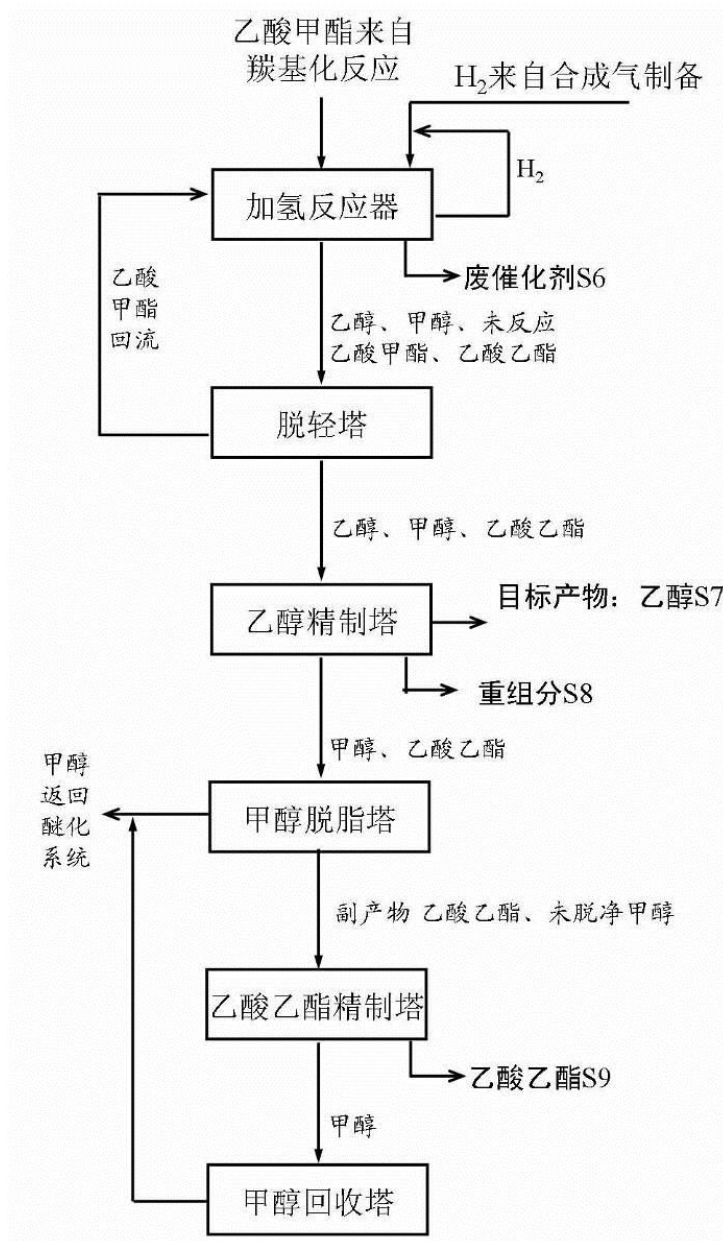 乙酸甲酯来自
羰基化反应
H₂来自合成气制备
H₂
加氢反应器
废催化剂S6
乙酸
甲酯
回流
乙醇、甲醇、未反应
乙酸甲酯、乙酸乙酯
脱轻塔
乙醇、甲醇、乙酸乙酯
乙醇精制塔
目标产物：乙醇S7
重组分S8
甲醇、乙酸乙酯
甲醇
返回
醚化
系统
甲醇脱脂塔
副产物 乙酸乙酯、未脱净甲醇
乙酸乙酯精制塔
乙酸乙酯S9
甲醇
甲醇回收塔